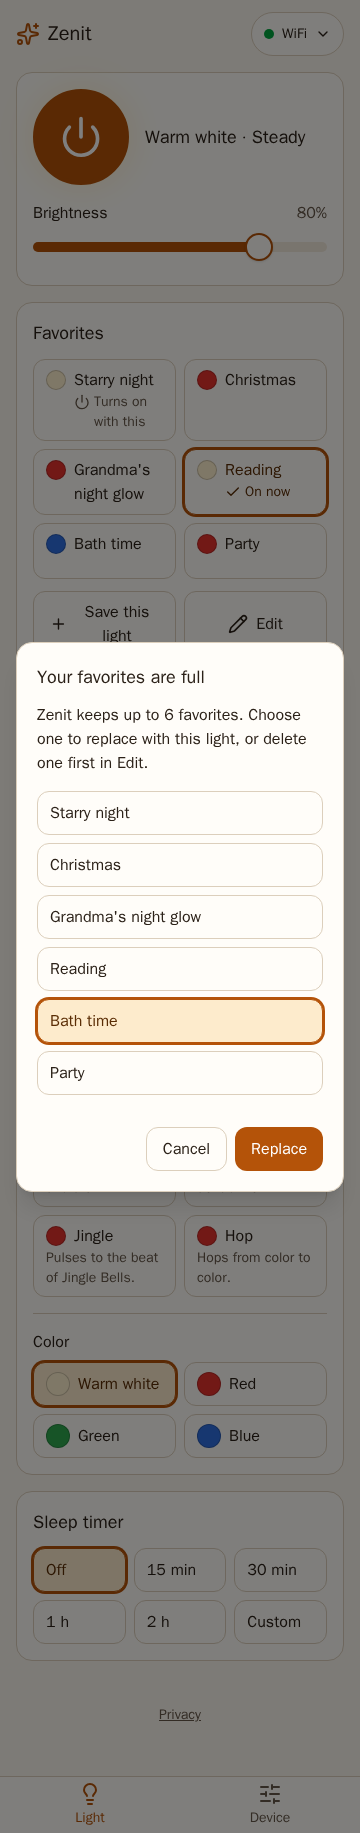 Zenit
WiFi
Warm white · Steady
Brightness
80%
Favorites
Starry night
Turns on
with this
Christmas
Grandma's
night glow
Reading
On now
Bath time
Party
Save this
light
Edit
Your favorites are full
Zenit keeps up to 6 favorites. Choose
one to replace with this light, or delete
one first in Edit.
Starry night
Christmas
Grandma's night glow
Reading
Bath time
Party
Cancel
Replace
Jingle
Pulses to the beat
of Jingle Bells.
Hop
Hops from color to
color.
Color
Warm white
Red
Green
Blue
Sleep timer
Off
15 min
30 min
1 h
2 h
Custom
Privacy
Light
Device